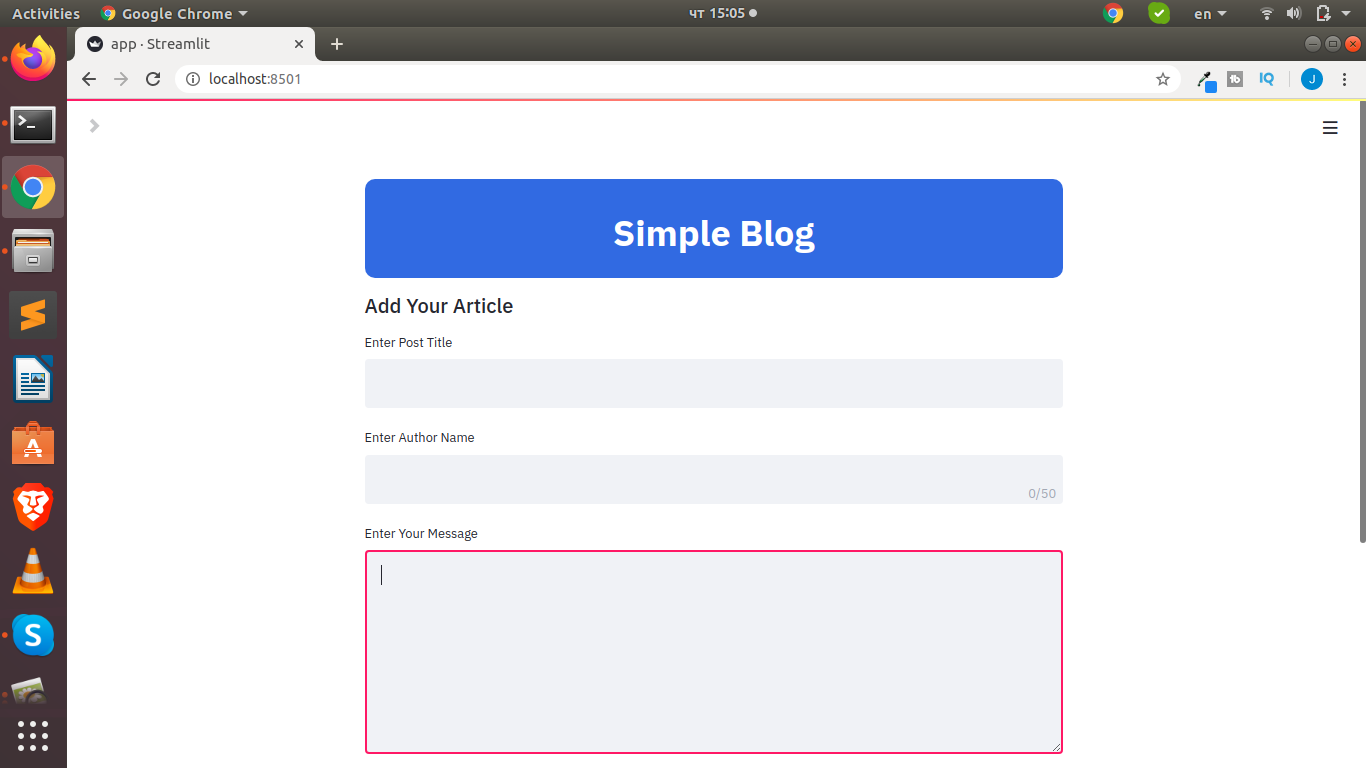 Activities Google Chrome чт 15:05 en
app · Streamlit
localhost:8501
IQ J
Simple Blog
Add Your Article
Enter Post Title
Enter Author Name
0/50
Enter Your Message